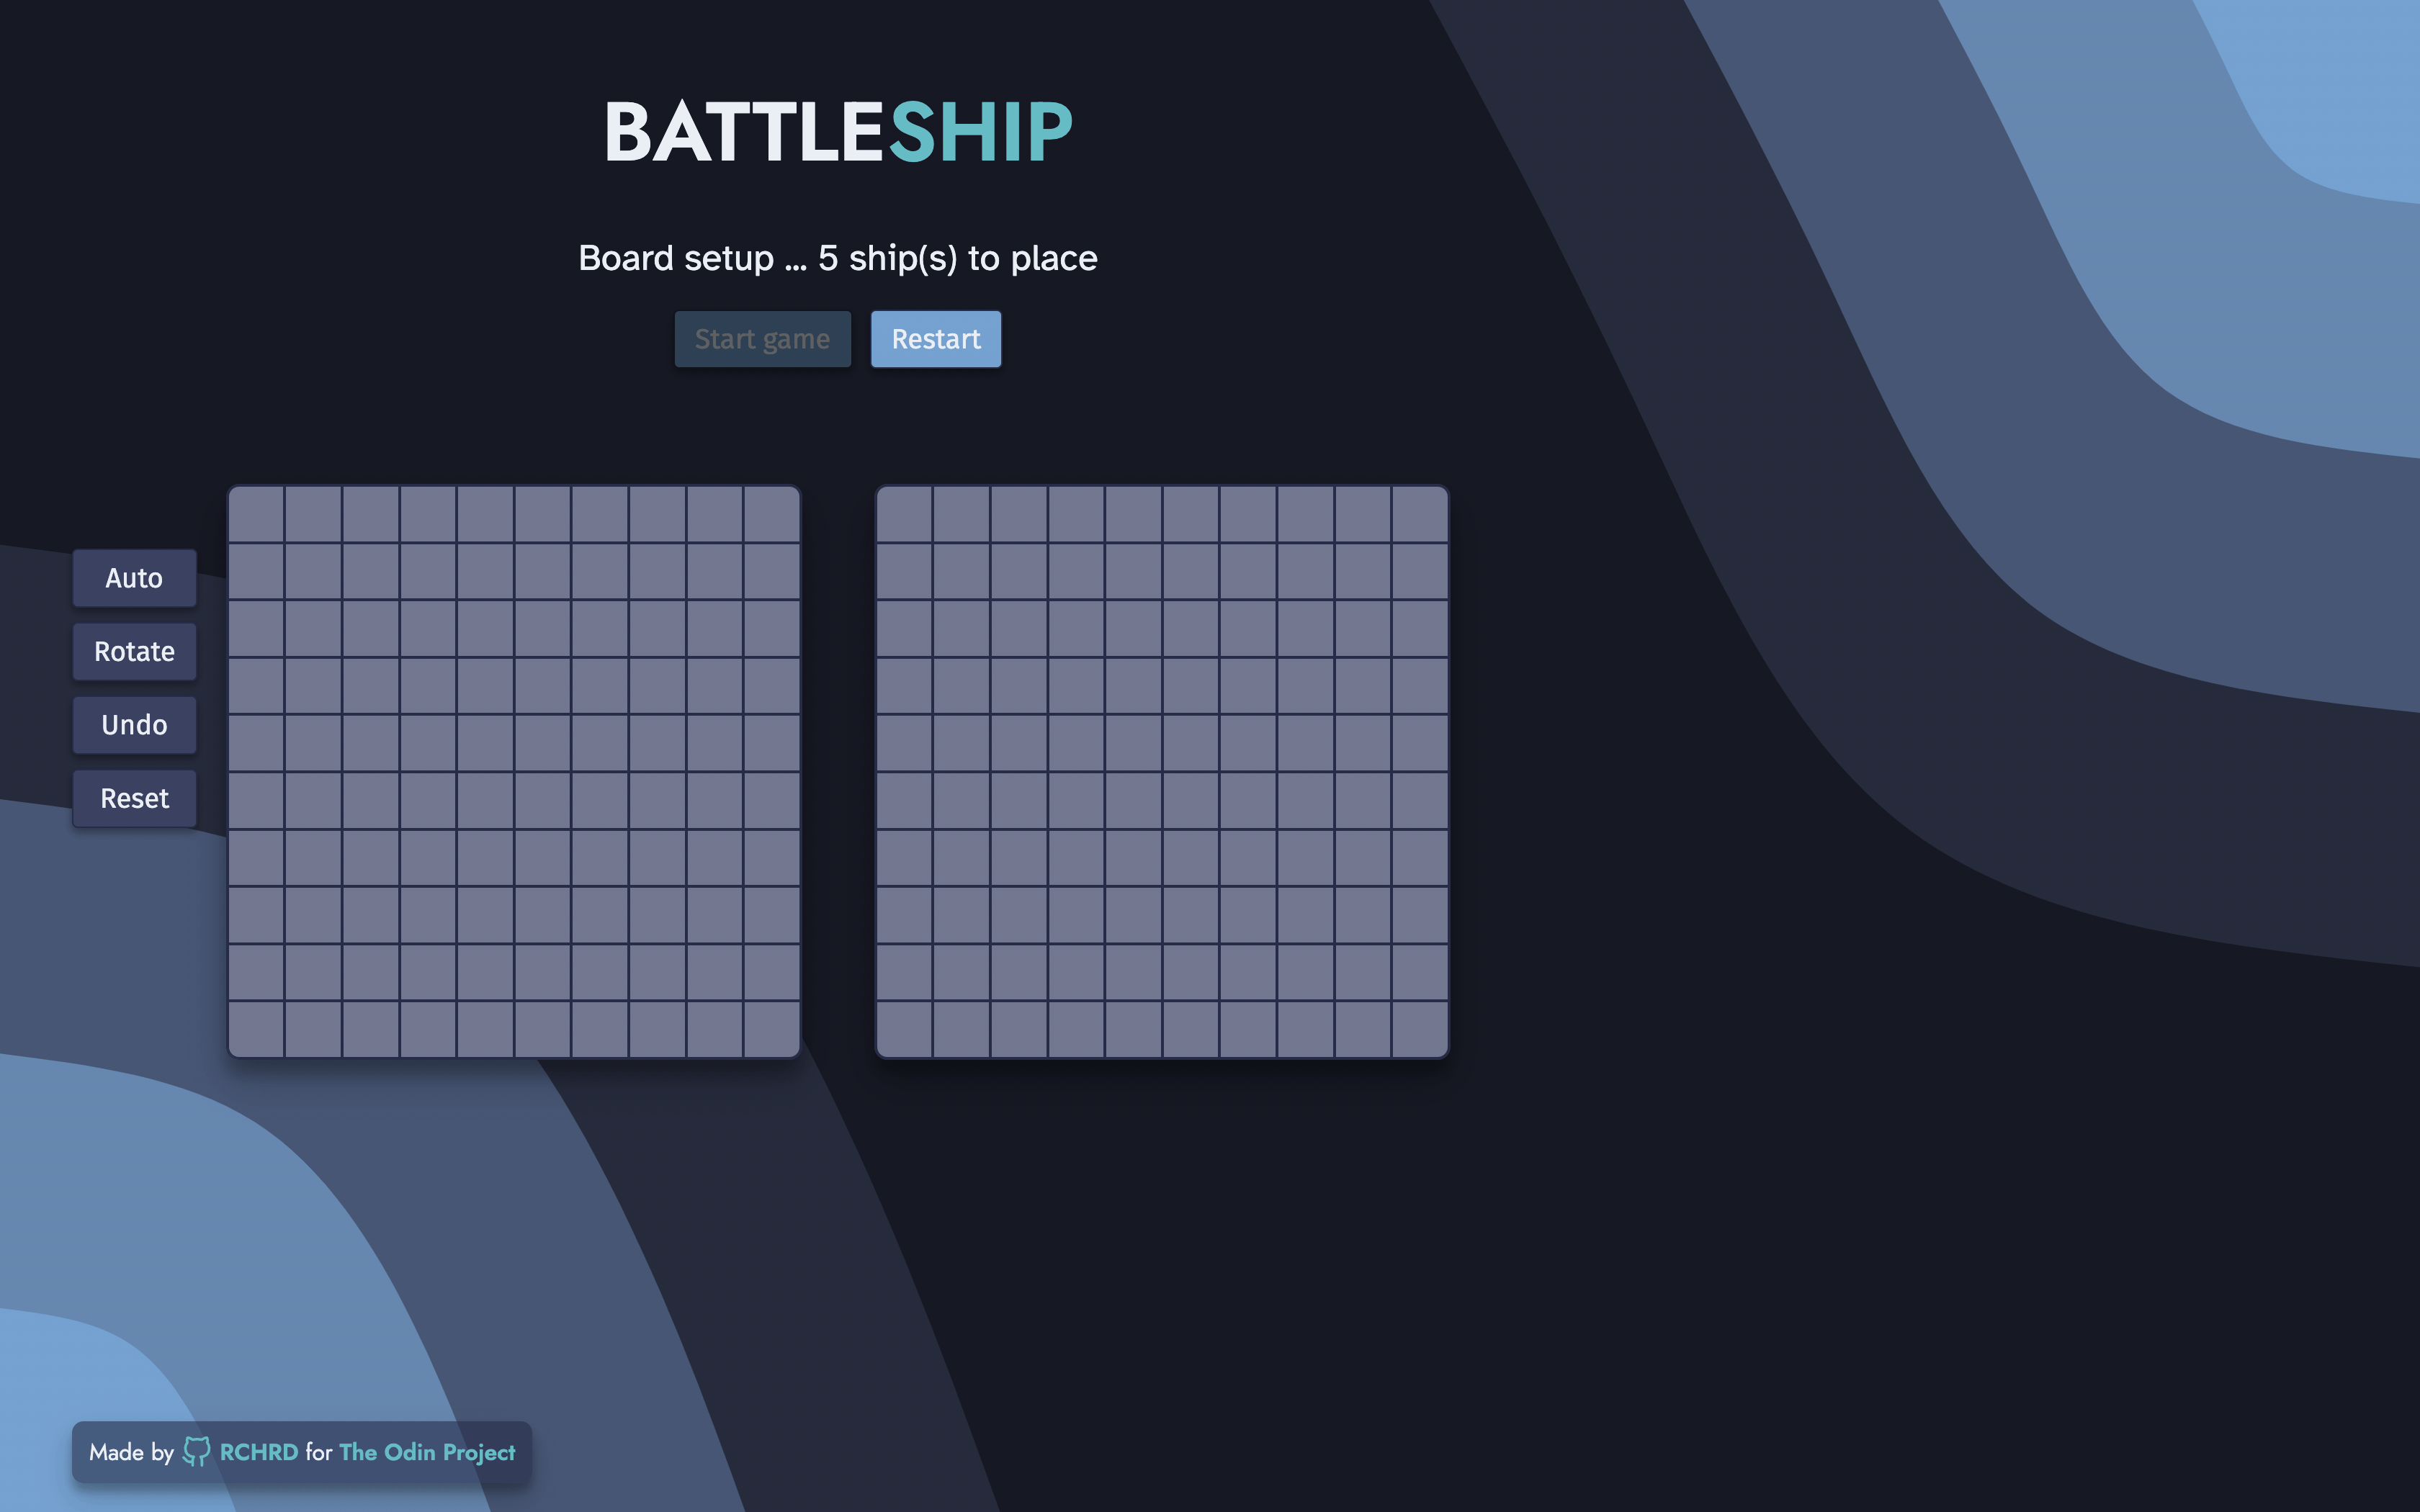 BATTLESHIP
Board setup ... 5 ship(s) to place
Start game Restart
Auto
Rotate
Undo
Reset
Made by RCHRD for The Odin Project